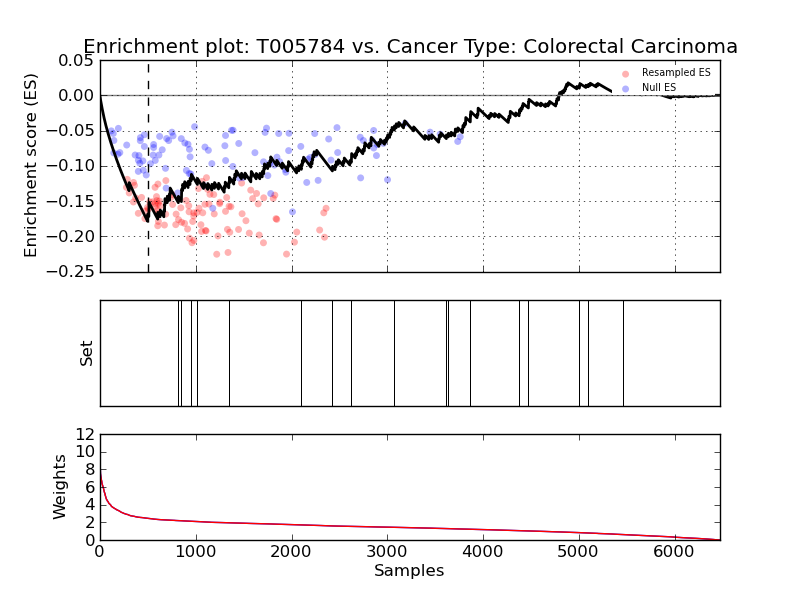 Enrichment plot: T005784 vs. Cancer Type: Colorectal Carcinoma
0.05
0.00
−0.05
−0.10
−0.15
−0.20
−0.25
Enrichment score (ES)
Resampled ES
Null ES
Set
12
10
8
6
4
2
0
Weights
0 1000 2000 3000 4000 5000 6000
Samples